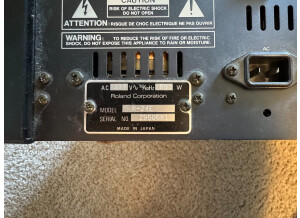 CAUTION
RISK OF ELECTRIC SHOCK
DO NOT OPEN
ATTENTION: RISQUE DE CHOC ELECTRIQUE NE PAS OUVRIR
WARNING: TO REDUCE THE RISK OF FIRE OR ELECTRIC
SHOCK, DO NOT EXPOSE THIS APPLIANCE TO RAIN OR MOISTURE.
AC
AC V Hz W
Roland Corporation
MODEL
SERIAL NO
MADE IN JAPAN